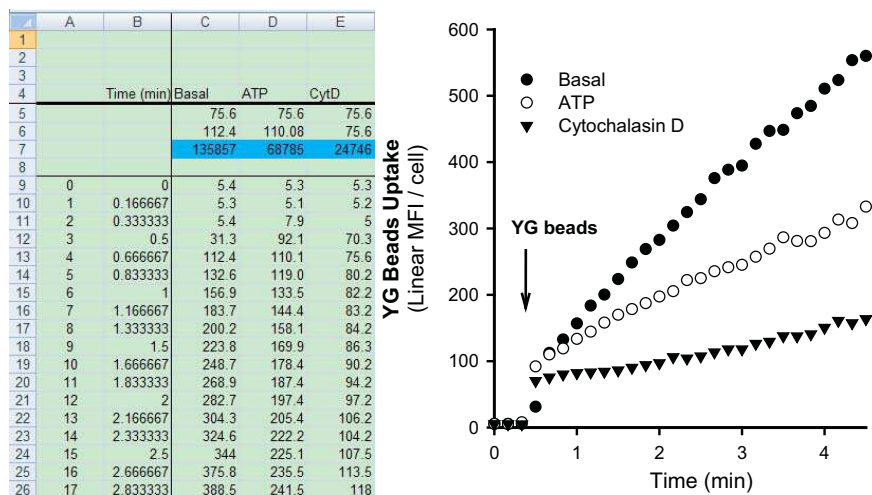 A B C D E
1
2
3
4 Time (min) Basal ATP CytD
5 75.6 75.6 75.6
6 112.4 110.08 75.6
7 135857 68785 24746
8
9 0 0 5.4 5.3 5.3
10 1 0.166667 5.3 5.1 5.2
11 2 0.333333 5.4 7.9 5
12 3 0.5 31.3 92.1 70.3
13 4 0.666667 112.4 110.1 75.6
14 5 0.833333 132.6 119.0 80.2
15 6 1 156.9 133.5 82.2
16 7 1.166667 183.7 144.4 83.2
17 8 1.333333 200.2 158.1 84.2
18 9 1.5 223.8 169.9 86.3
19 10 1.666667 248.7 178.4 90.2
20 11 1.833333 268.9 187.4 94.2
21 12 2 282.7 197.4 97.2
22 13 2.166667 304.3 205.4 106.2
23 14 2.333333 324.6 222.2 104.2
24 15 2.5 344 225.1 107.5
25 16 2.666667 375.8 235.5 113.5
26 17 2.833333 388.5 241.5 118
YG Beads Uptake
(Linear MFI / cell)
600
500
400
300
200
100
0
Basal
ATP
Cytochalasin D
YG beads
0 1 2 3 4
Time (min)